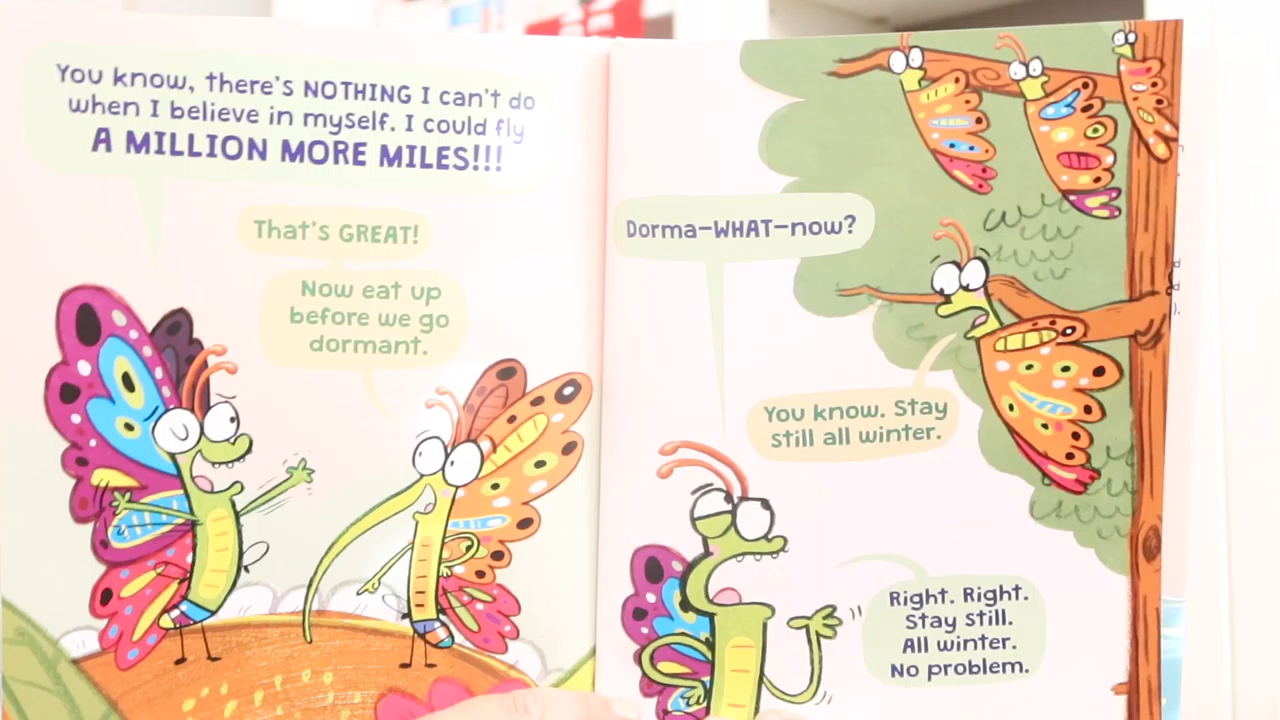 You know, there's NOTHING I can't do
when I believe in myself. I could fly
A MILLION MORE MILES!!!
That's GREAT!
Now eat up
before we go
dormant.
Dorma-WHAT-now?
You know. Stay
still all winter.
Right. Right.
Stay still.
All winter.
No problem.